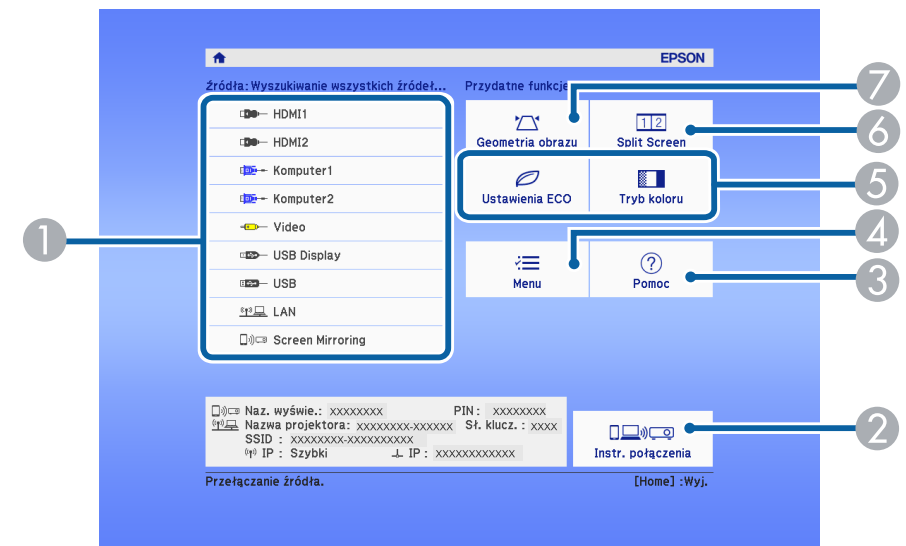 EPSON
Źródła: Wyszukiwanie wszystkich źródeł...
Przydatne funkcje
HDMI1
HDMI2
Komputer1
Komputer2
Video
USB Display
USB
LAN
Screen Mirroring
Geometria obrazu
1 2
Split Screen
Ustawienia ECO
Tryb koloru
Menu
?
Pomoc
7
6
5
4
3
1
2
Naz. wyświe.: xxxxxxxx PIN : xxxxxxxx
Nazwa projektora: xxxxxxxx-xxxxxx Sł. klucz. : xxxx
SSID : xxxxxxxx-xxxxxxxxxx
IP : Szybki IP : xxxxxxxxxxxx
Instr. połączenia
Przełączanie źródła. [Home] :Wyj.